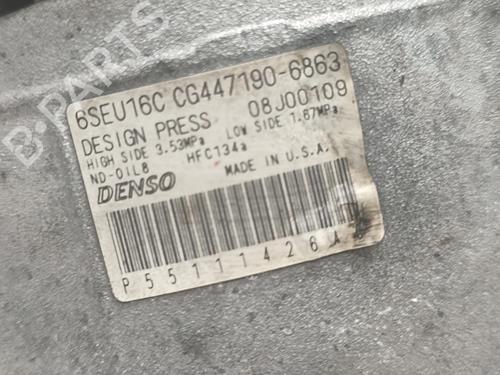 6SEU16C CG447190-6863
DESIGN PRESS 08J00109
HIGH SIDE 3.53MPa LOW SIDE 1.67MPa
ND-OIL8 HFC134a
DENSO MADE IN U.S.A.
P55111426A
B-PARTS